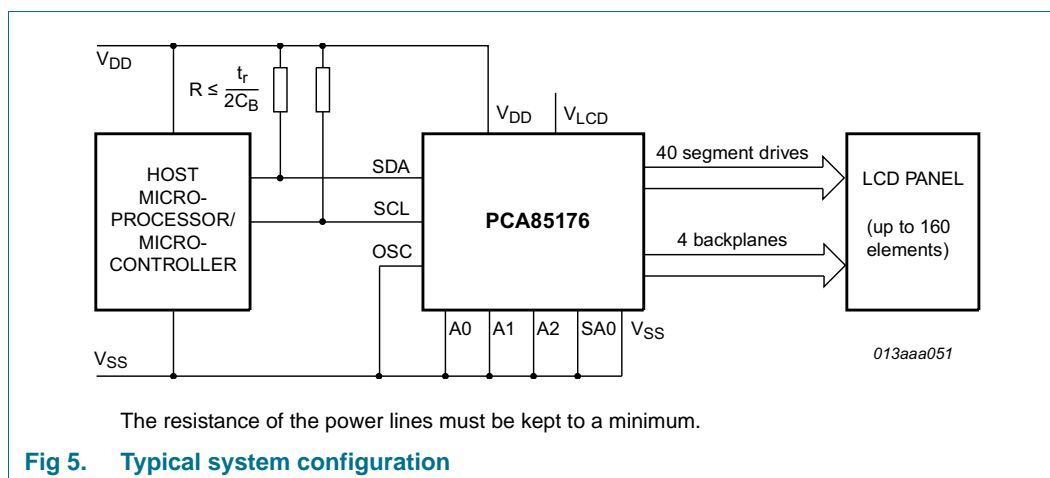 VDD
R ≤ tr
2CB
VDD
VLCD
HOST
MICRO-
PROCESSOR/
MICRO-
CONTROLLER
SDA
SCL
OSC
PCA85176
40 segment drives
4 backplanes
LCD PANEL
(up to 160
elements)
A0
A1
A2
SA0
VSS
VSS
013aaa051
The resistance of the power lines must be kept to a minimum.
Fig 5. Typical system configuration